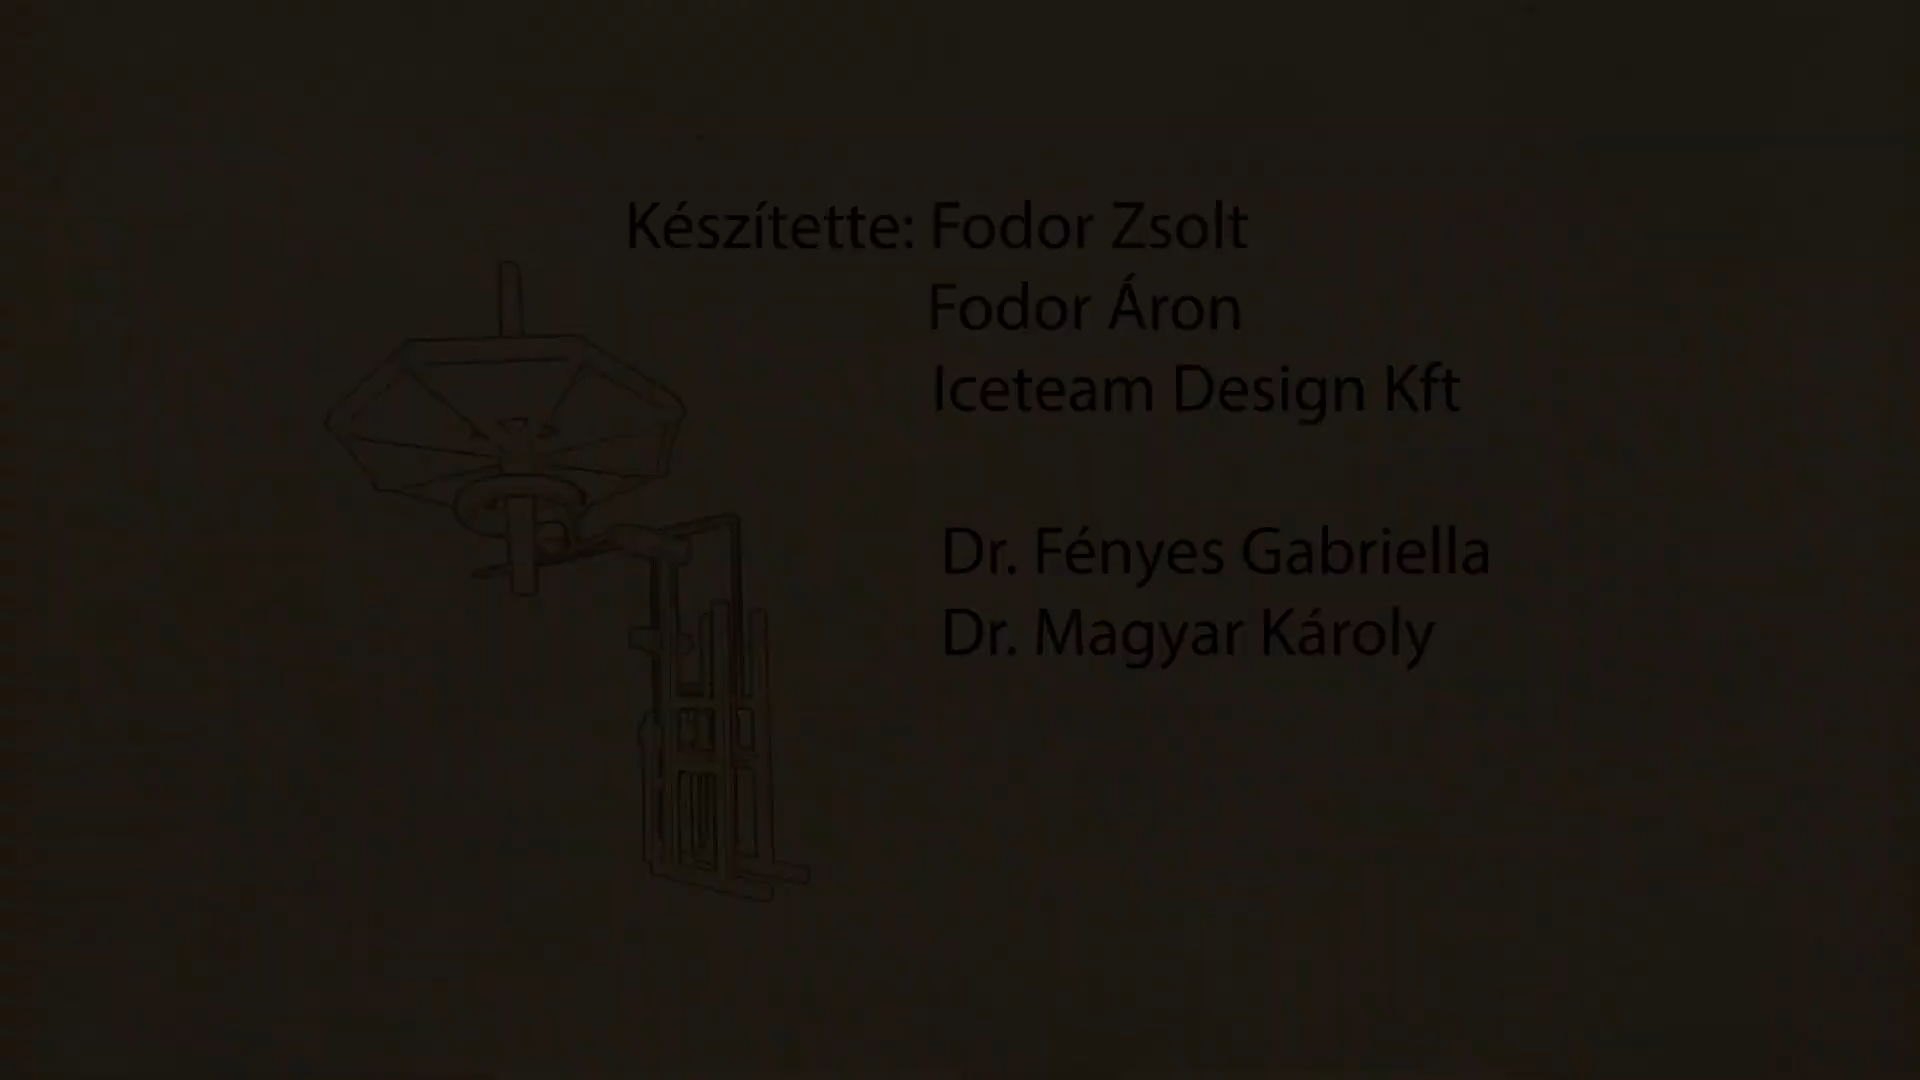 Készítette: Fodor Zsolt
Fodor Áron
Iceteam Design Kft
Dr. Fényes Gabriella
Dr. Magyar Károly